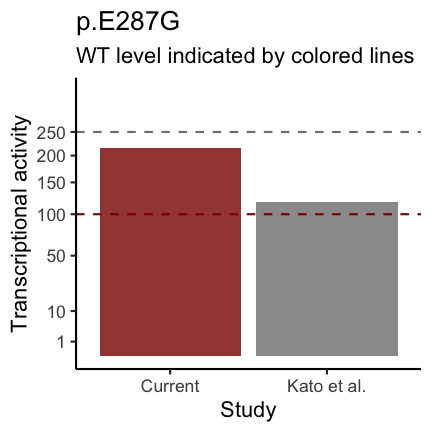 p.E287G
WT level indicated by colored lines
Transcriptional activity
250
200
150
100
50
10
1
Current
Kato et al.
Study